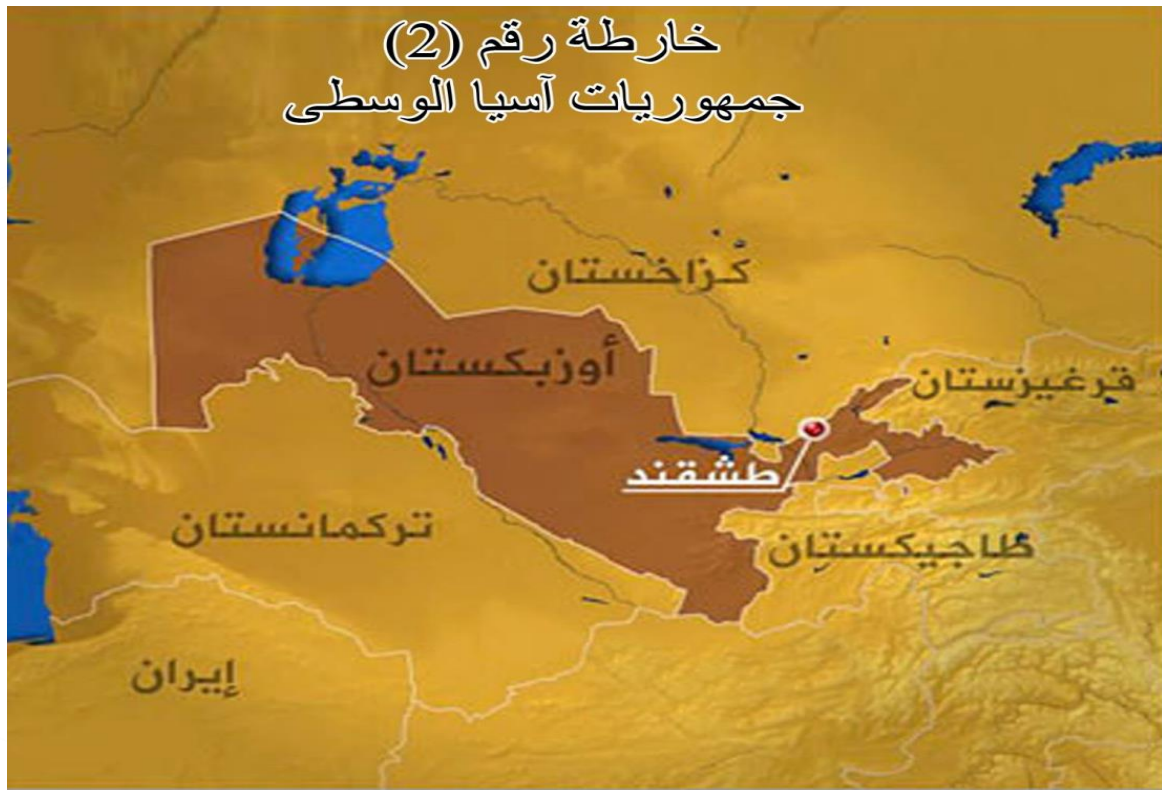 خارطة رقم (2)
جمهوريات آسيا الوسطى
كزاخستان
أوزبكستان
قرغيزستان
طشقند
تركمانستان
طاجيكستان
إيران